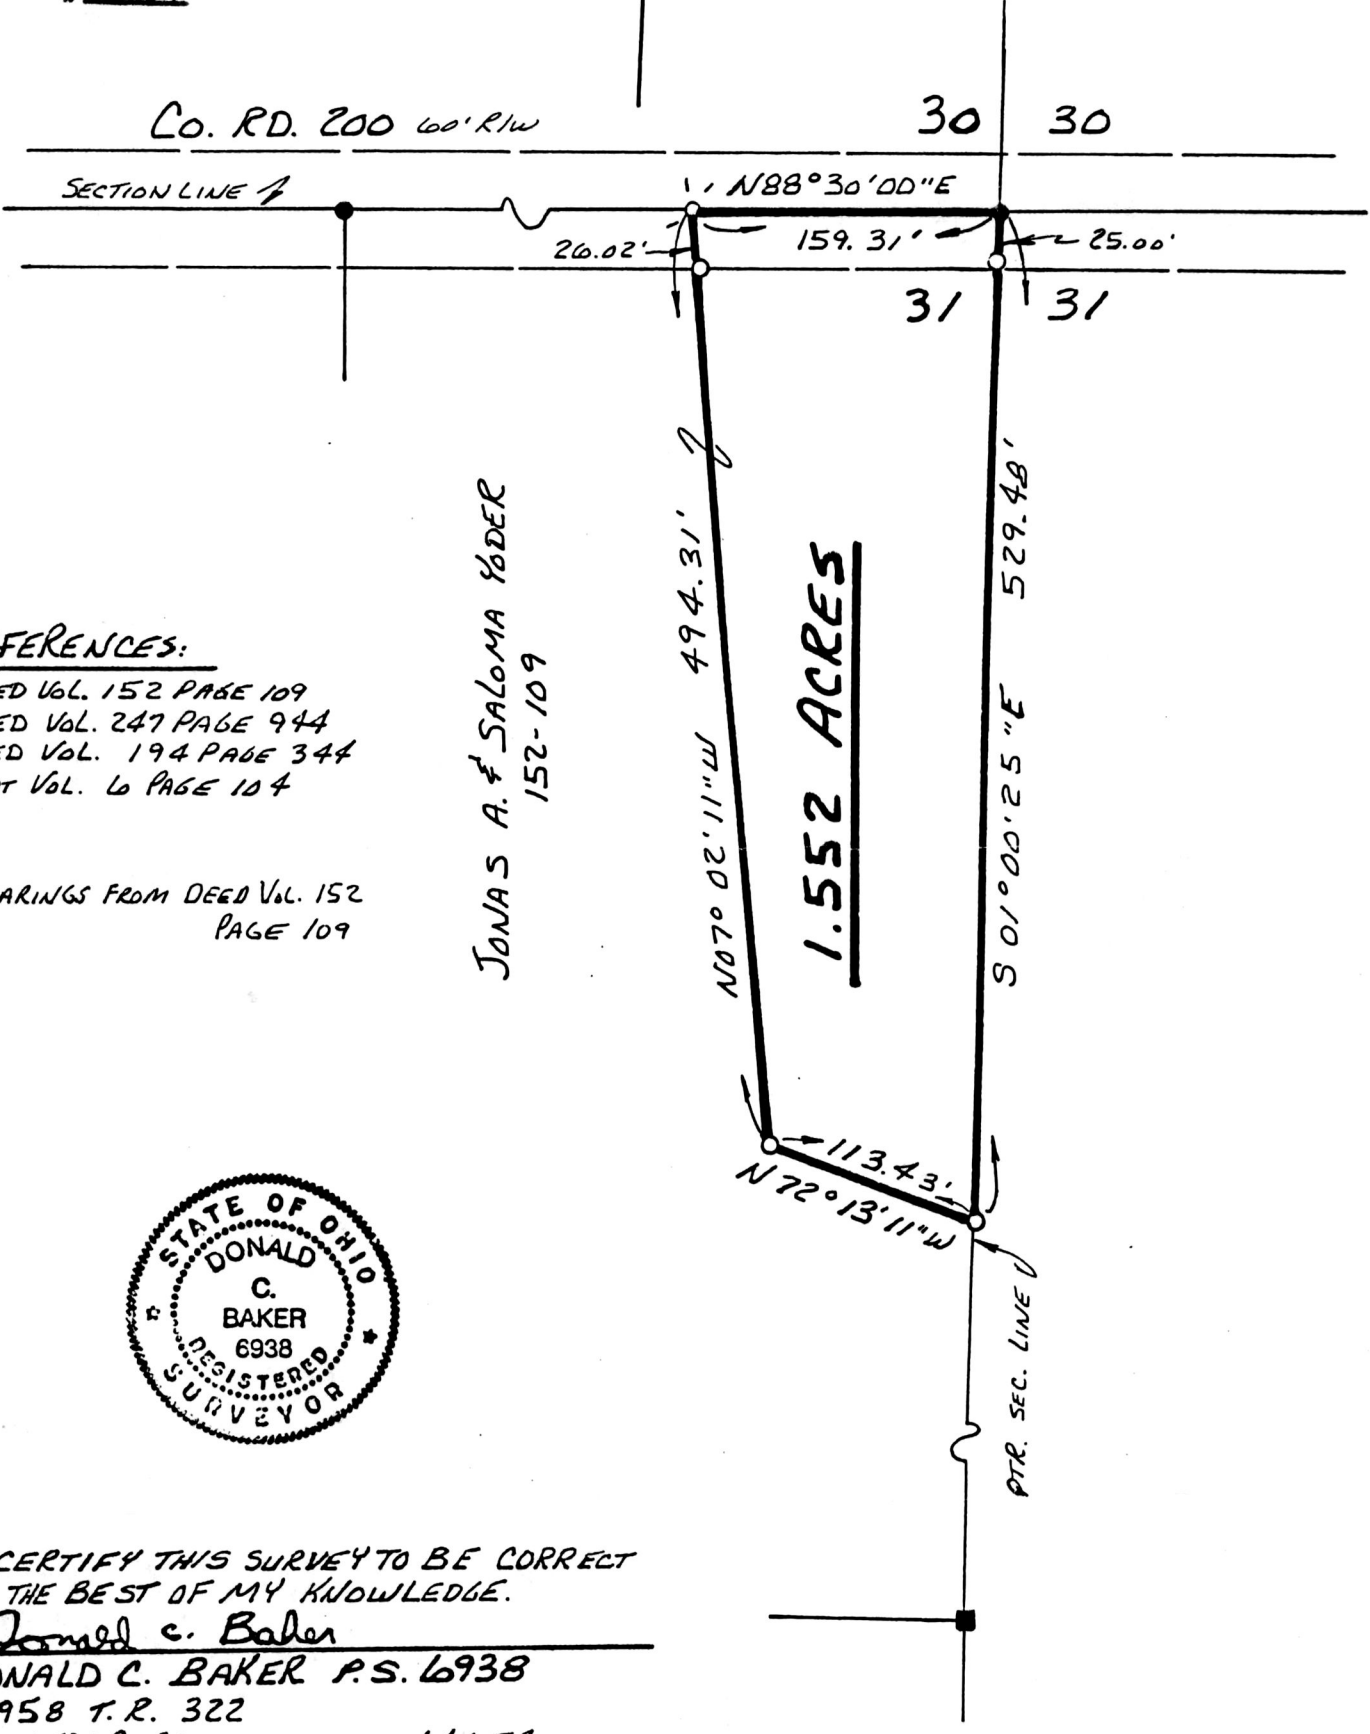 Co. RD. 200 60' R/W
30 30
SECTION LINE
N88°30'00"E
159.31'
26.02'
25.00'
31 31
494.31'
N07° 02'11"W
1.552 ACRES
S 01°00'25"E 529.48'
JONAS A. & SALOMA YODER
152-109
FERENCES:
ED VOL. 152 PAGE 109
ED VOL. 247 PAGE 944
ED VOL. 194 PAGE 344
T VOL. 6 PAGE 104
ARINGS FROM DEED VOL. 152
PAGE 109
113.43'
N 72° 13' 11" W
PTR. SEC. LINE
STATE OF OHIO
DONALD
C.
BAKER
6938
REGISTERED
SURVEYOR
CERTIFY THIS SURVEY TO BE CORRECT
THE BEST OF MY KNOWLEDGE.
Donald C. Baker
NALD C. BAKER P.S. 6938
958 T.R. 322